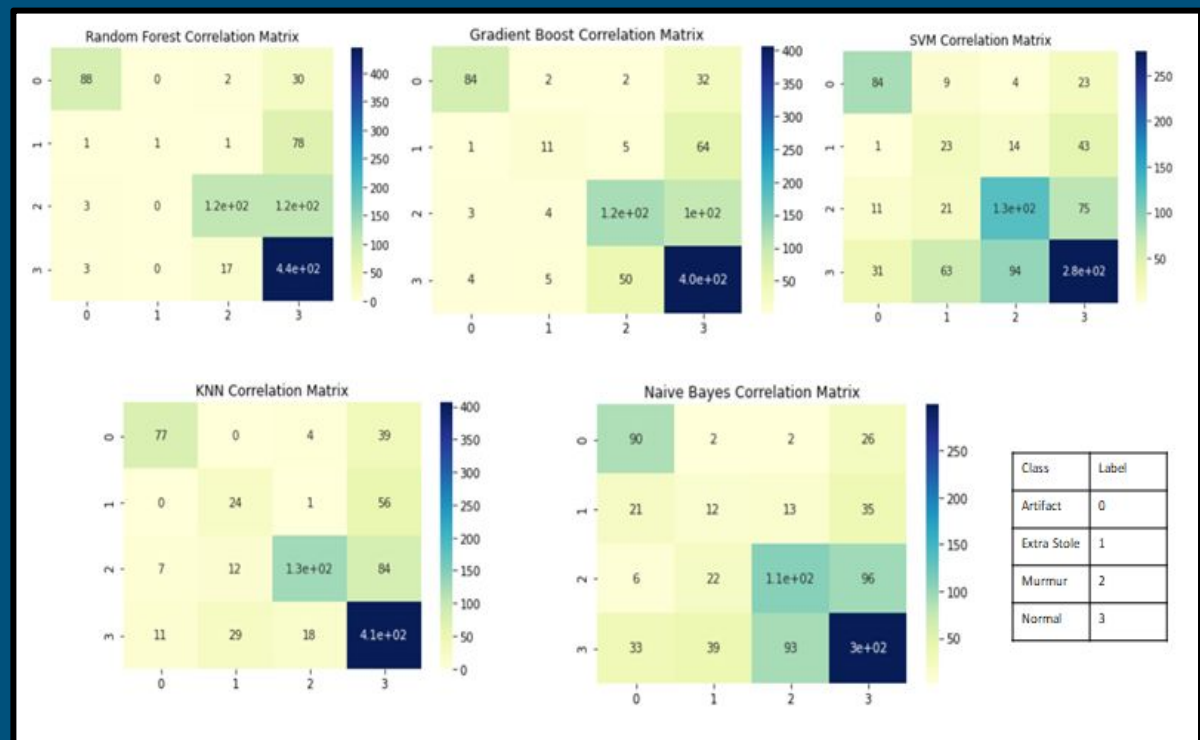 Random Forest Correlation Matrix
0 88 0 2 30
1 1 1 1 78
2 3 0 1.2e+02 1.2e+02
3 3 0 17 4.4e+02
0 1 2 3
400
350
300
250
200
150
100
50
0
Gradient Boost Correlation Matrix
0 84 2 2 32
1 1 11 5 64
2 3 4 1.2e+02 1e+02
3 4 5 50 4.0e+02
0 1 2 3
400
350
300
250
200
150
100
50
SVM Correlation Matrix
0 84 9 4 23
1 1 23 14 43
2 11 21 1.3e+02 75
3 31 63 94 2.8e+02
0 1 2 3
250
200
150
100
50
KNN Correlation Matrix
0 77 0 4 39
1 0 24 1 56
2 7 12 1.3e+02 84
3 11 29 18 4.1e+02
0 1 2 3
400
350
300
250
200
150
100
50
0
Naive Bayes Correlation Matrix
0 90 2 2 26
1 21 12 13 35
2 6 22 1.1e+02 96
3 33 39 93 3e+02
0 1 2 3
250
200
150
100
50
Class Label
Artifact 0
Extra Stole 1
Murmur 2
Normal 3